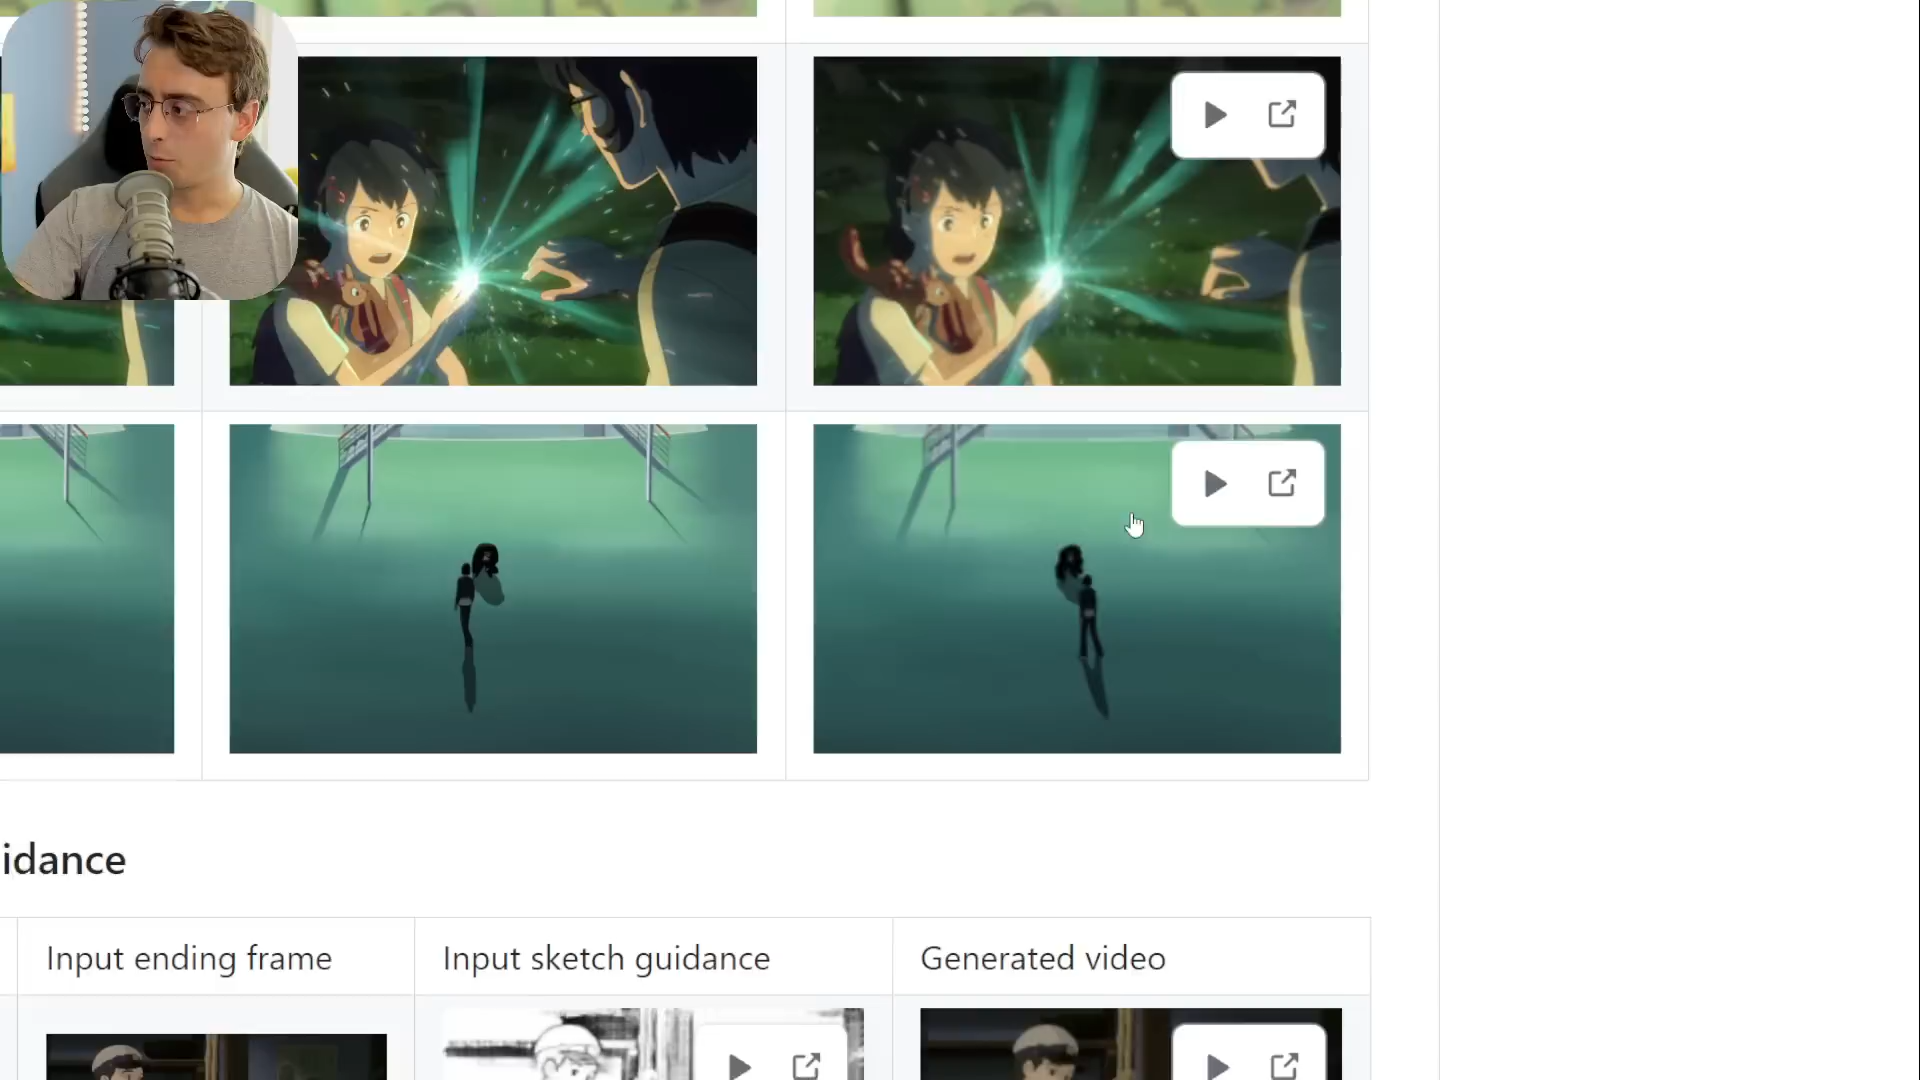 idance
Input ending frame
Input sketch guidance
Generated video